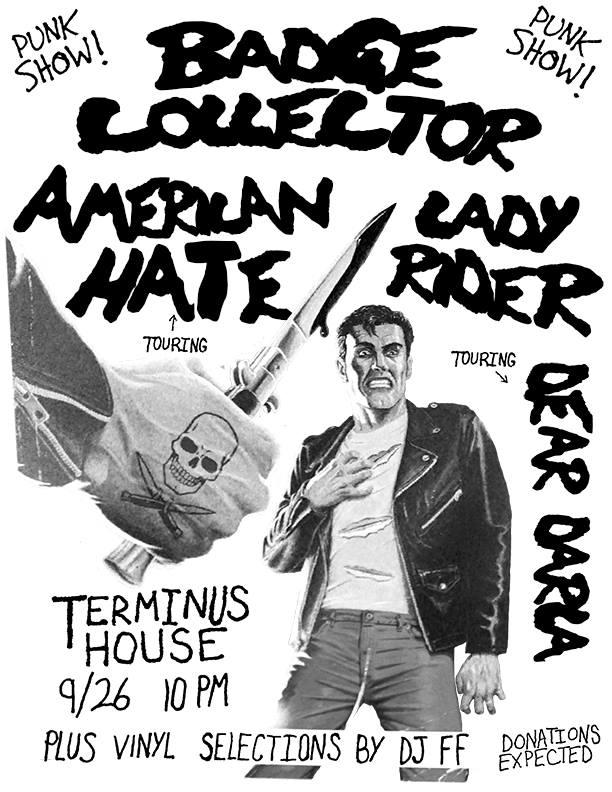 PUNK
SHOW!
PUNK
SHOW!
BADGE
COLLECTOR
AMERICAN
HATE
↑
TOURING
LADY
RIDER
TOURING
↘
DEAR DARLA
TERMINUS
HOUSE
9/26 10 PM
PLUS VINYL SELECTIONS BY DJ FF
DONATIONS
EXPECTED